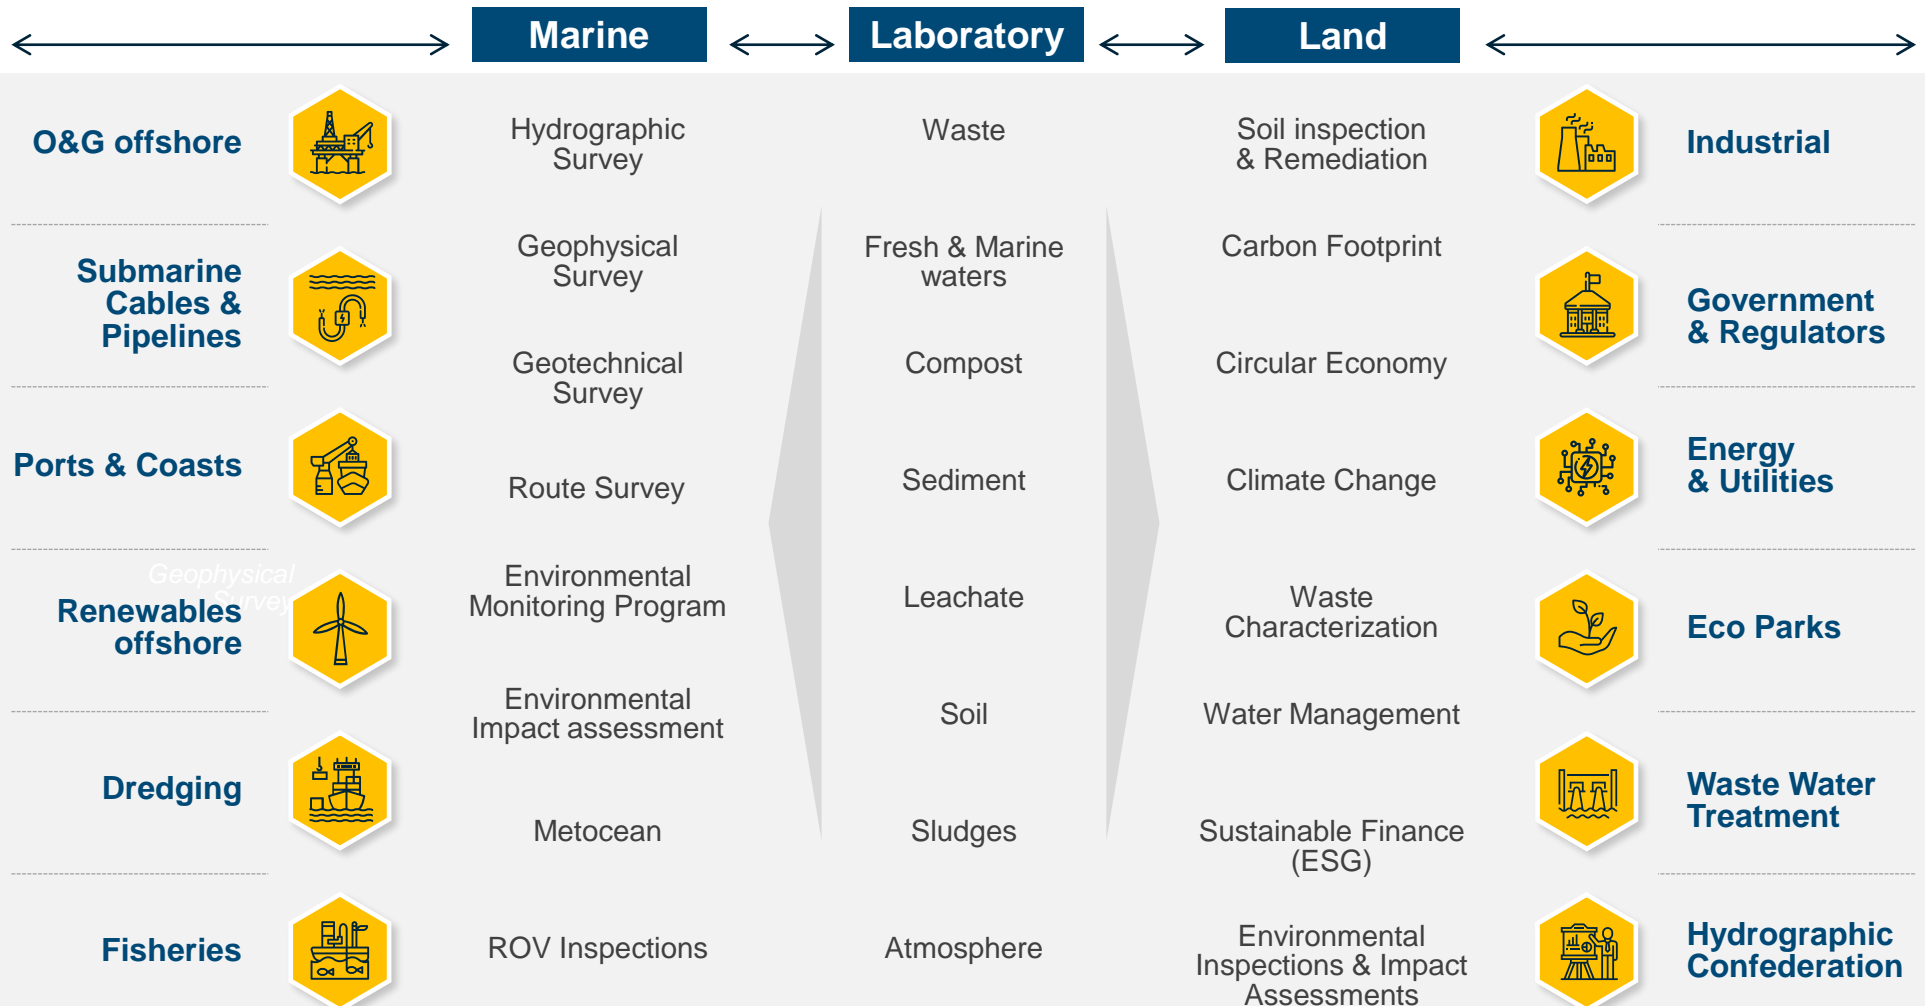 Marine
Laboratory
Land
O&G offshore
Submarine
Cables &
Pipelines
Ports & Coasts
Geophysical
Survey
Renewables
offshore
Dredging
Fisheries
Hydrographic
Survey
Geophysical
Survey
Geotechnical
Survey
Route Survey
Environmental
Monitoring Program
Environmental
Impact assessment
Metocean
ROV Inspections
Waste
Fresh & Marine
waters
Compost
Sediment
Leachate
Soil
Sludges
Atmosphere
Soil inspection
& Remediation
Carbon Footprint
Circular Economy
Climate Change
Waste
Characterization
Water Management
Sustainable Finance
(ESG)
Environmental
Inspections & Impact
Assessments
Industrial
Government
& Regulators
Energy
& Utilities
Eco Parks
Waste Water
Treatment
Hydrographic
Confederation